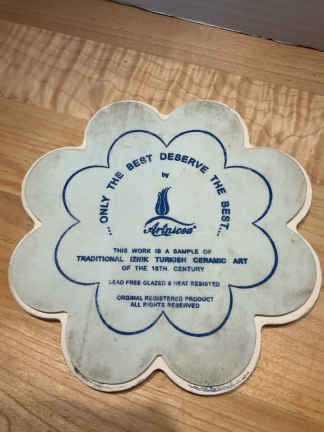 ...ONLY THE BEST DESERVE THE BEST...
by
Artnicea
THIS WORK IS A SAMPLE OF
TRADITIONAL IZNIK TURKISH CERAMIC ART
OF THE 16TH. CENTURY
LEAD FREE GLAZED & HEAT RESISTED
ORIGINAL REGISTERED PRODUCT
ALL RIGHTS RESERVED